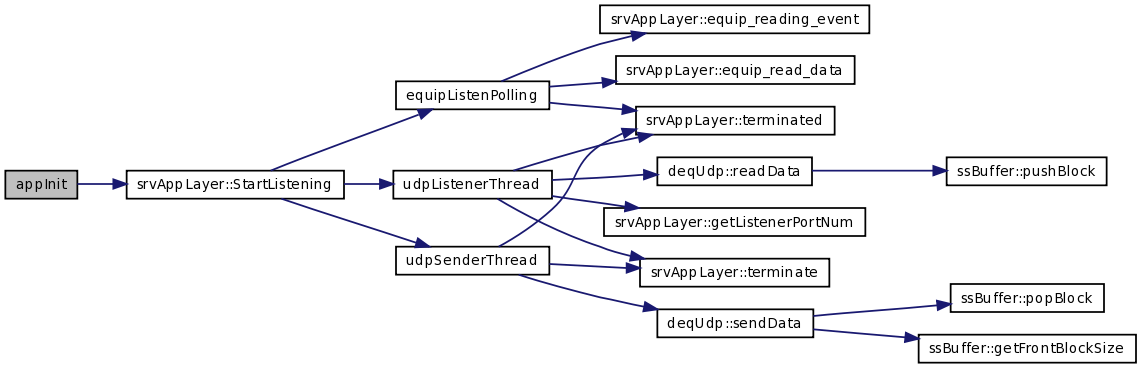 appInit
srvAppLayer::StartListening
equipListenPolling
udpListenerThread
udpSenderThread
srvAppLayer::equip_reading_event
srvAppLayer::equip_read_data
srvAppLayer::terminated
deqUdp::readData
srvAppLayer::getListenerPortNum
srvAppLayer::terminate
deqUdp::sendData
ssBuffer::pushBlock
ssBuffer::popBlock
ssBuffer::getFrontBlockSize